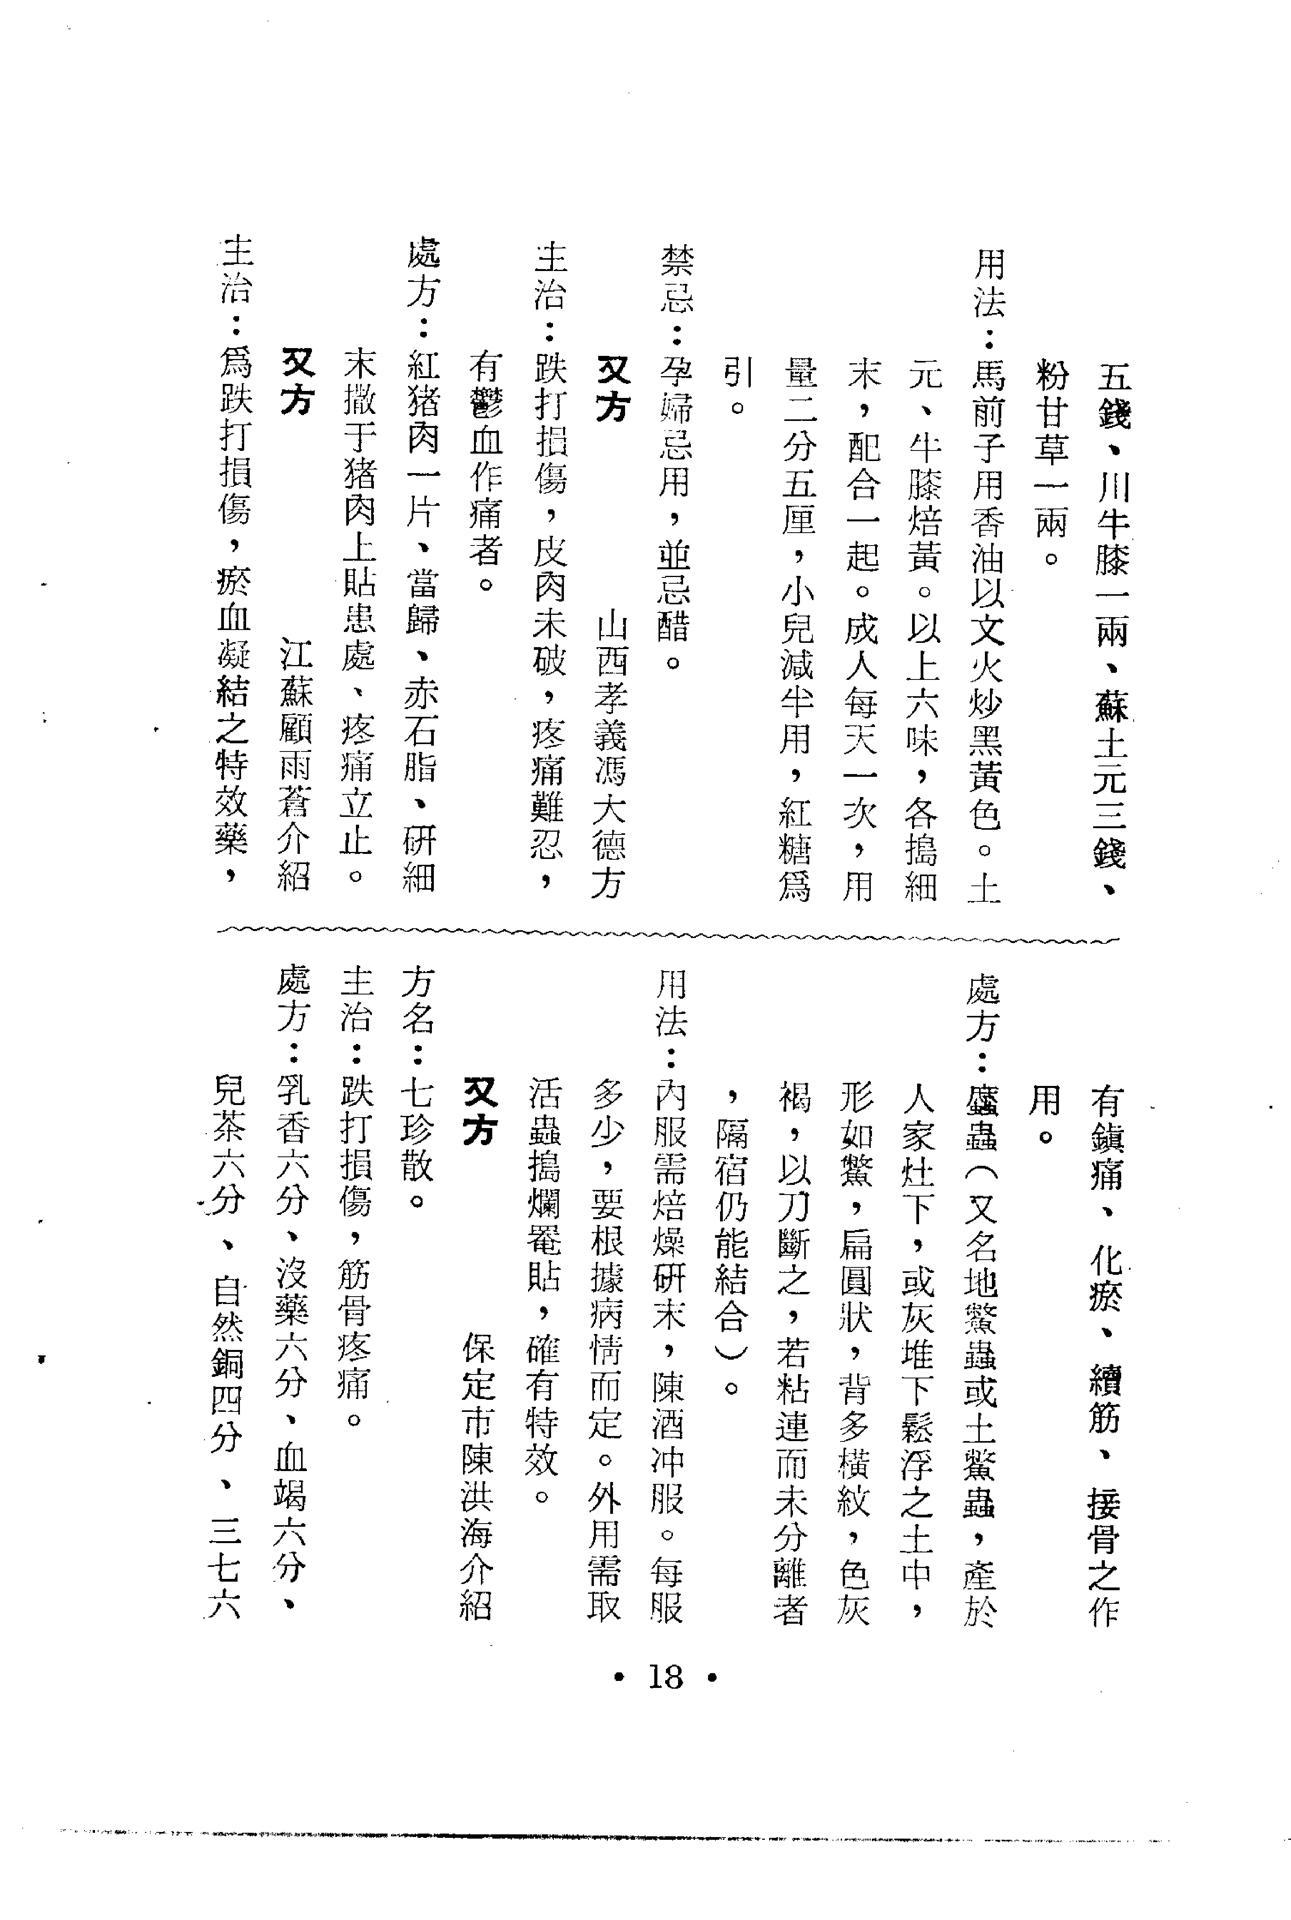 五錢、川牛膝一兩、蘇土元三錢、
粉甘草一兩。
用法：馬前子用香油以文火炒黑黃色。土
元、牛膝焙黃。以上六味，各搗細
末，配合一起。成人每天一次，用
量二分五厘，小兒減半用，紅糖爲
引。
禁忌：孕婦忌用，並忌醋。
又方　山西孝義馮大德方
主治：跌打損傷，皮肉未破，疼痛難忍，
有鬱血作痛者。
處方：紅猪肉一片、當歸、赤石脂、研細
末撒于猪肉上貼患處、疼痛立止。
又方　江蘇顧雨蒼介紹
主治：爲跌打損傷，瘀血凝結之特效藥，
有鎮痛、化瘀、續筋、接骨之作
用。
處方：蟅蟲（又名地鱉蟲或土鱉蟲，產於
人家灶下，或灰堆下鬆浮之土中，
形如鱉，扁圓狀，背多橫紋，色灰
褐，以刀斷之，若粘連而未分離者
，隔宿仍能結合）。
用法：內服需焙燥研末，陳酒冲服。每服
多少，要根據病情而定。外用需取
活蟲搗爛罨貼，確有特效。
又方　保定市陳洪海介紹
方名：七珍散。
主治：跌打損傷，筋骨疼痛。
處方：乳香六分、沒藥六分、血竭六分、
兒茶六分、自然銅四分、三七六
• 18 •